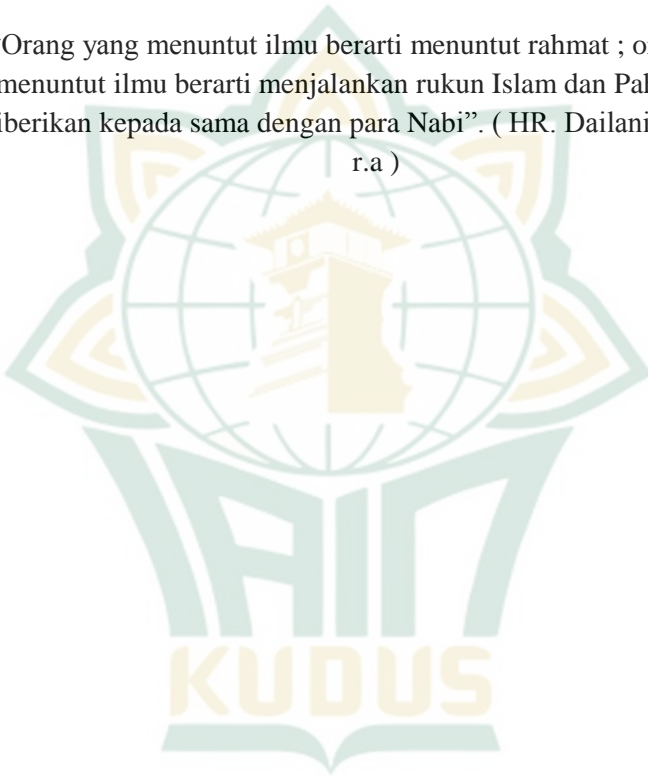 Orang yang menuntut ilmu berarti menuntut rahmat ;
menuntut ilmu berarti menjalankan rukun Islam dan
iberikan kepada sama dengan para Nabi”. ( HR. Dailani
r.a )
IAIN
KUDUS